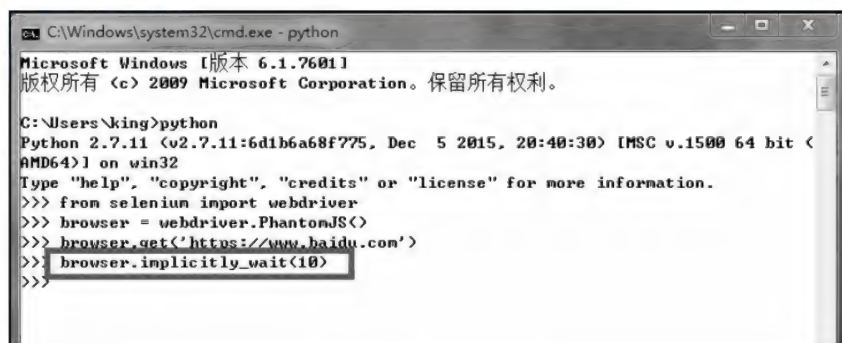 C:\Windows\system32\cmd.exe - python
Microsoft Windows [版本 6.1.7601]
版权所有 (c) 2009 Microsoft Corporation。保留所有权利。
C:\Users\king>python
Python 2.7.11 (v2.7.11:6d1b6a68f775, Dec  5 2015, 20:40:30) [MSC v.1500 64 bit (
AMD64)] on win32
Type "help", "copyright", "credits" or "license" for more information.
>>> from selenium import webdriver
>>> browser = webdriver.PhantomJS()
>>> browser.get('https://www.baidu.com')
>>> browser.implicitly_wait(10)
>>>